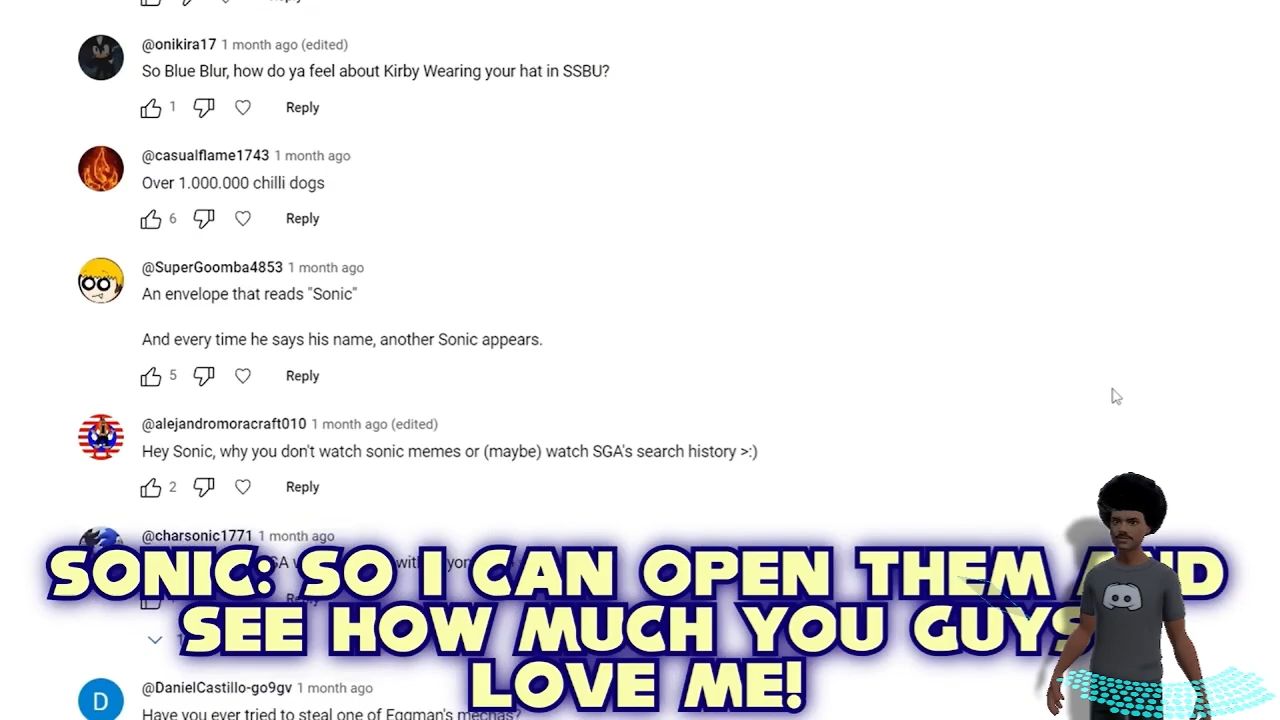 Reply
@onikira17 1 month ago (edited)
So Blue Blur, how do ya feel about Kirby Wearing your hat in SSBU?
1 Reply
@casualflame1743 1 month ago
Over 1.000.000 chilli dogs
6 Reply
@SuperGoomba4853 1 month ago
An envelope that reads "Sonic"
And every time he says his name, another Sonic appears.
5 Reply
@alejandromoracraft010 1 month ago (edited)
Hey Sonic, why you don't watch sonic memes or (maybe) watch SGA's search history >:)
2 Reply
@charsonic1771 1 month ago
SONIC: SO I CAN OPEN THEM AND
SEE HOW MUCH YOU GUYS
LOVE ME!
D
@DanielCastillo-go9gv 1 month ago
Have you ever tried to steal one of Eggman's mechas?